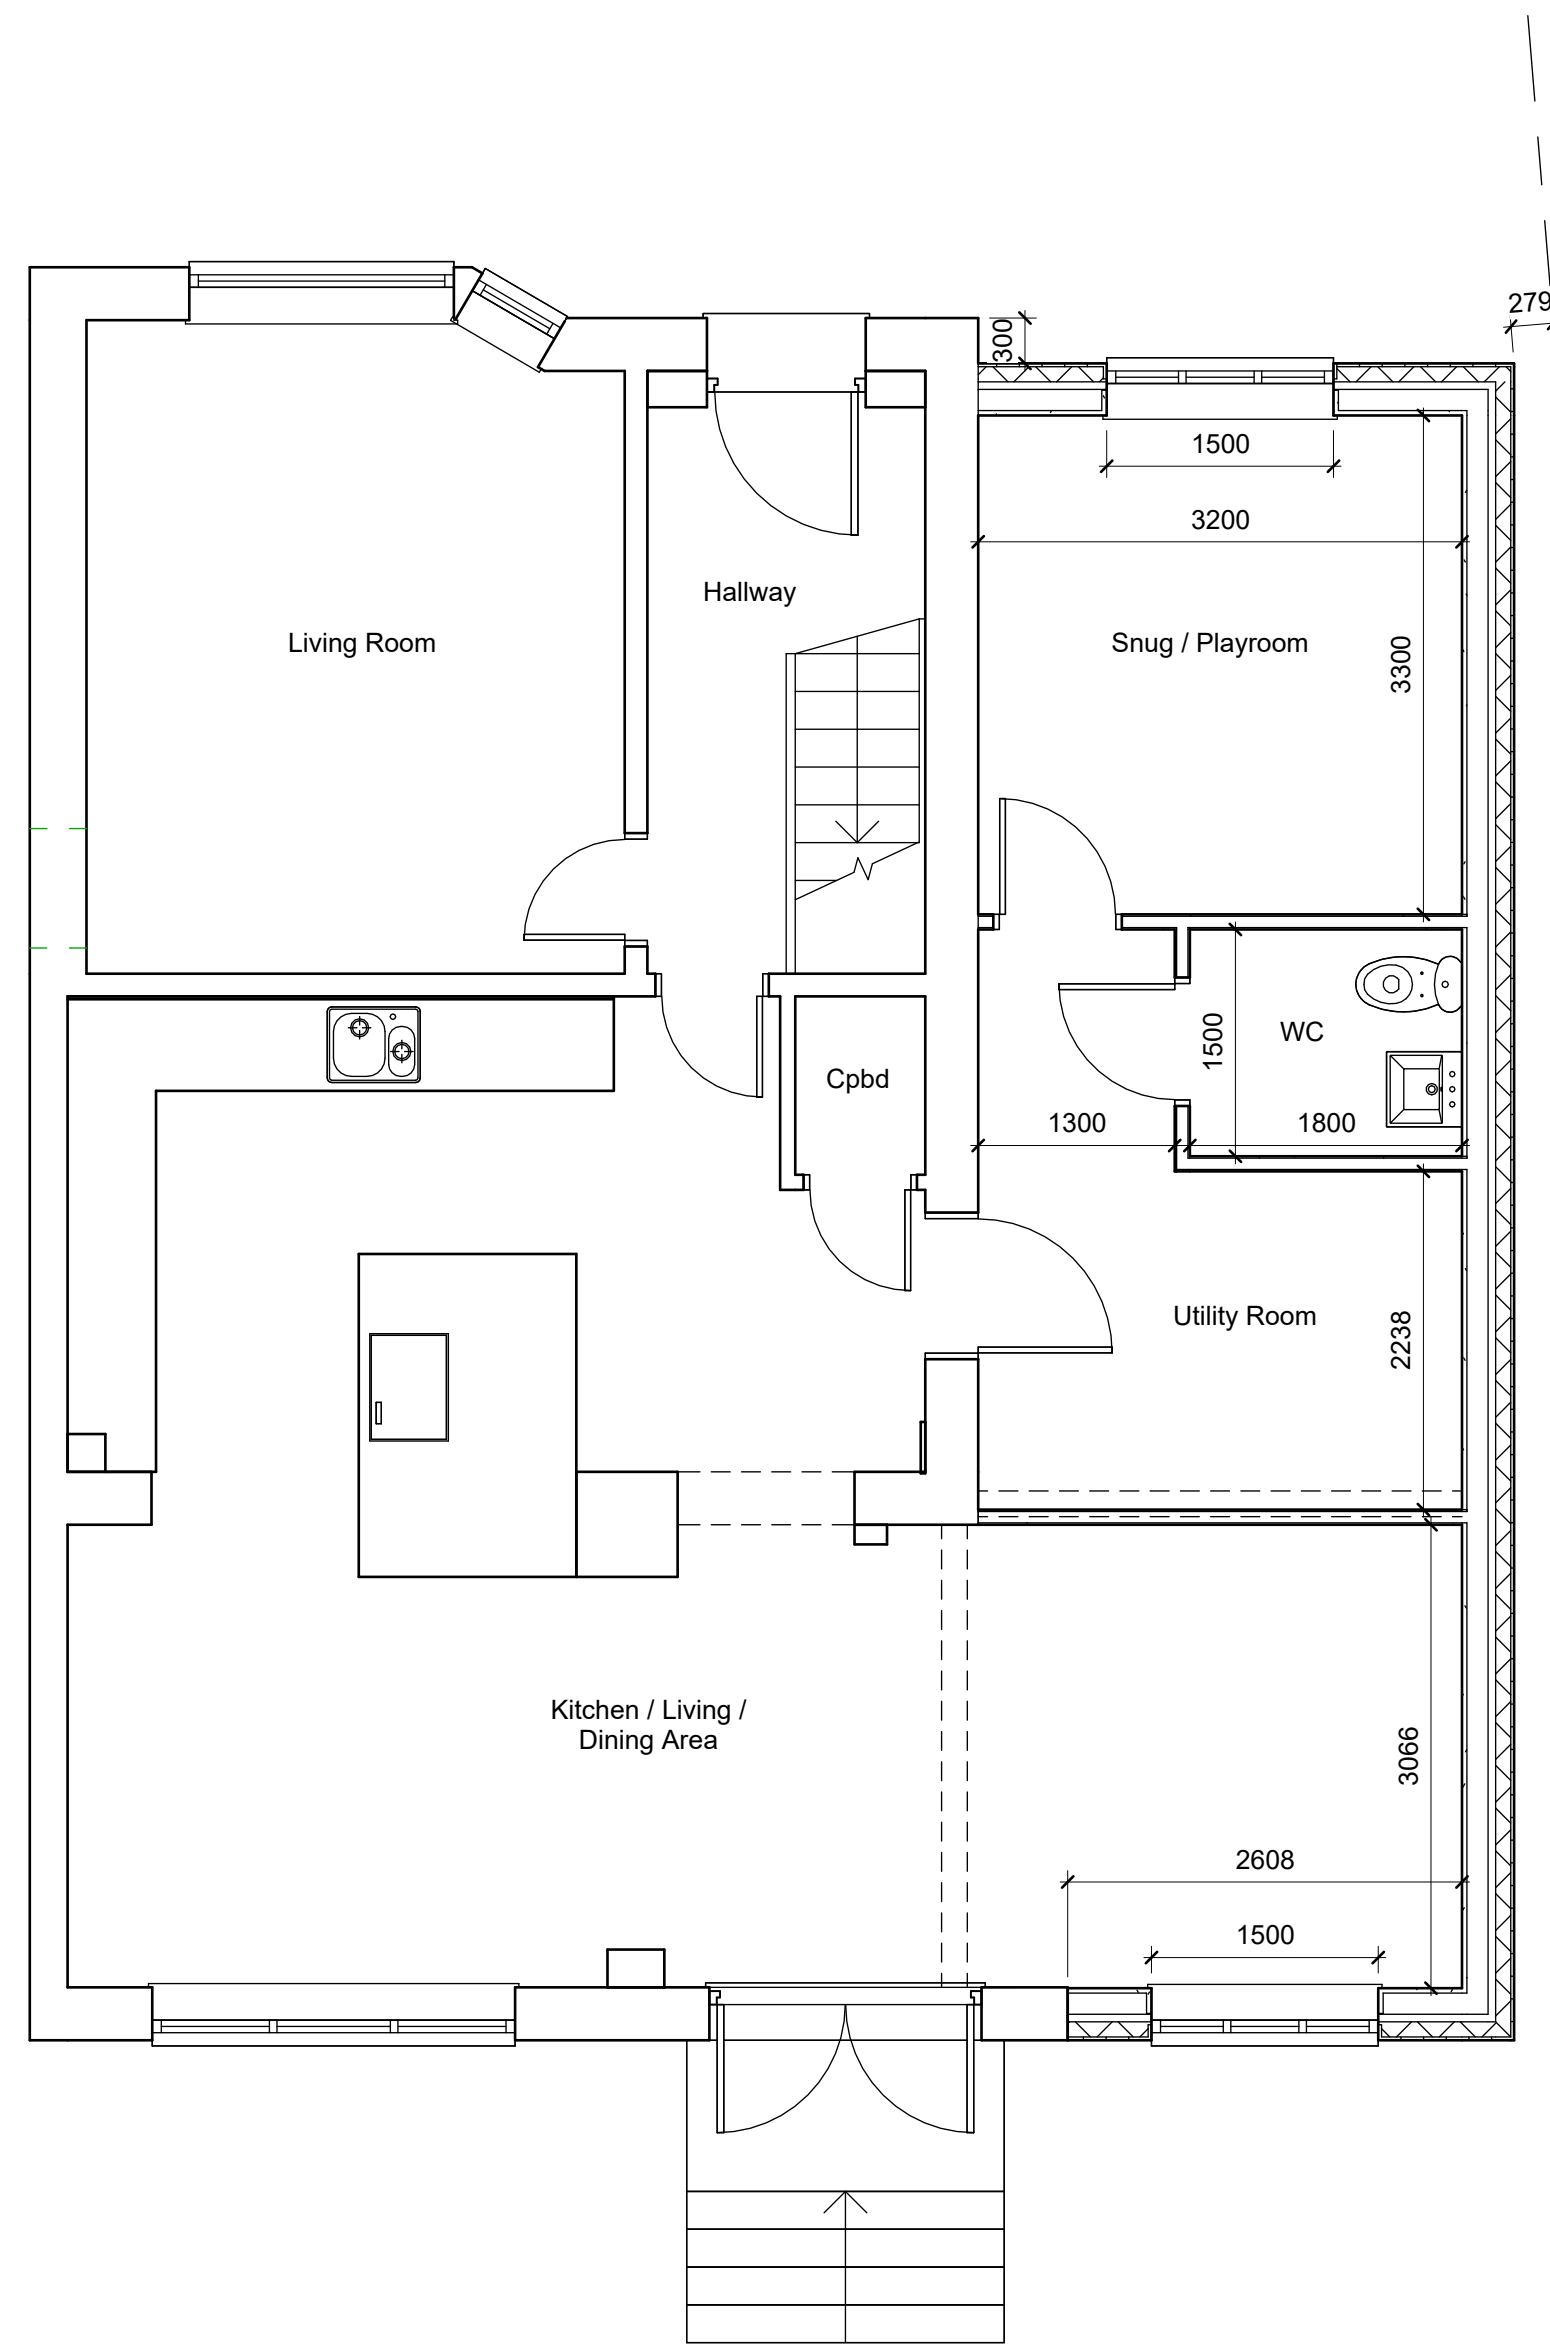 279
300
1500
3200
Hallway
Living Room
Snug / Playroom
3300
WC
1500
Cpbd
1300
1800
Utility Room
2238
Kitchen / Living /
Dining Area
3066
2608
1500